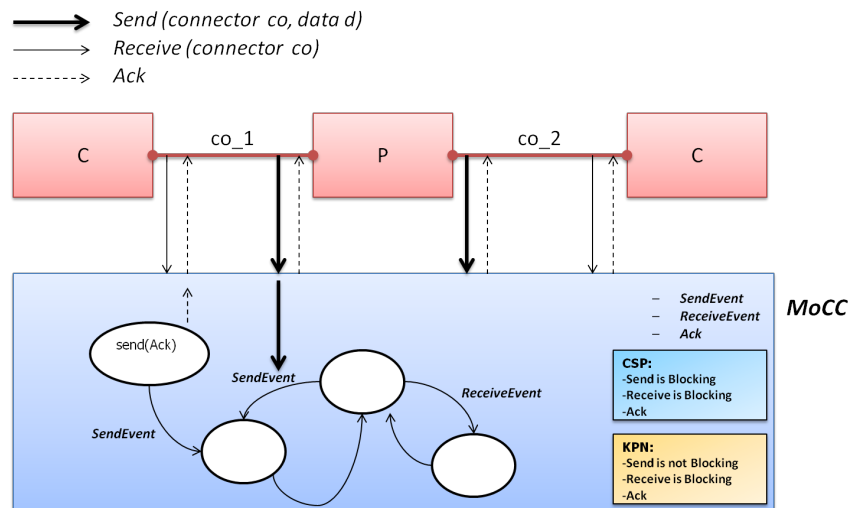 Send (connector co, data d)
Receive (connector co)
Ack
C
co_1
P
co_2
C
MoCC
– SendEvent
– ReceiveEvent
– Ack
send(Ack)
SendEvent
ReceiveEvent
SendEvent
CSP:
-Send is Blocking
-Receive is Blocking
-Ack
KPN:
-Send is not Blocking
-Receive is Blocking
-Ack